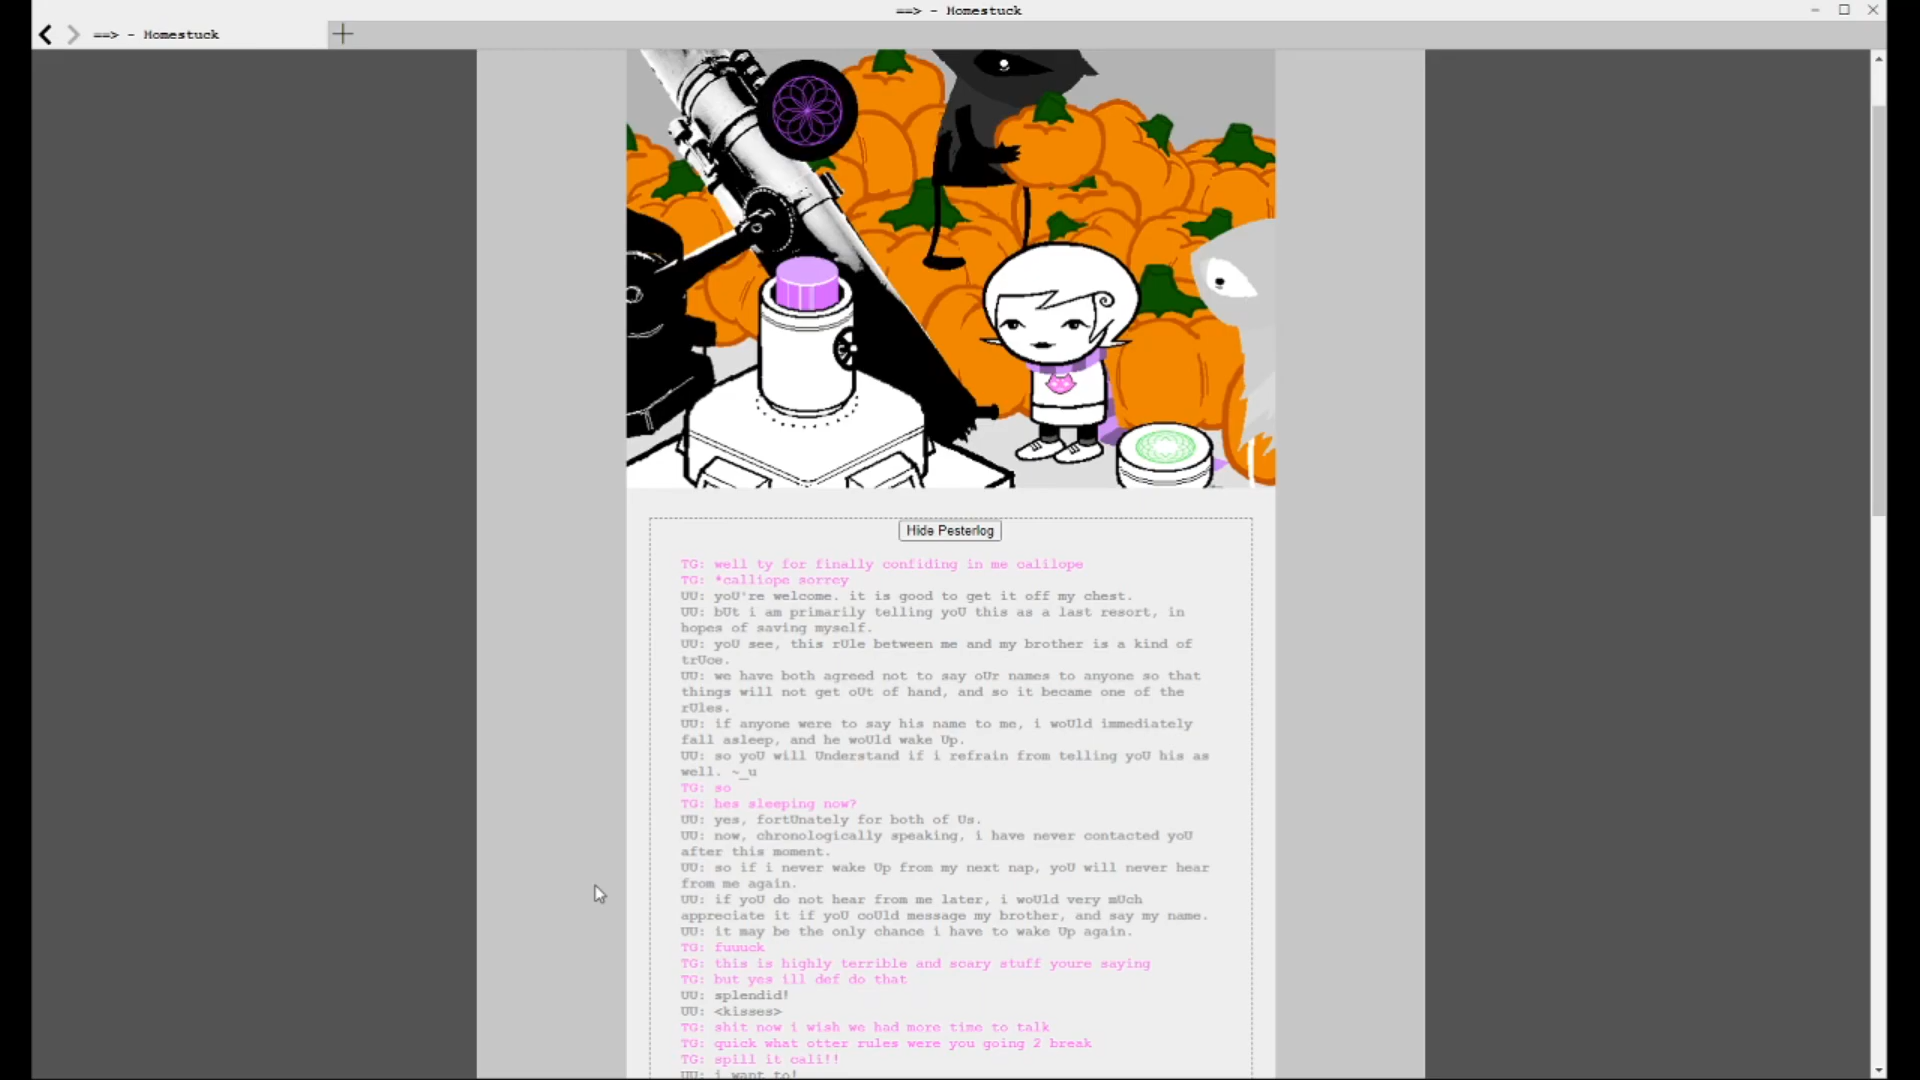 ==> - Homestuck
==> - Homestuck
Hide Pesterlog
TG: well ty for finally confiding in me calilope
TG: *calliope sorrey
UU: yoU're welcome. it is good to get it off my chest.
UU: bUt i am primarily telling yoU this as a last resort, in
hopes of saving myself.
UU: yoU see, this rUle between me and my brother is a kind of
trUce.
UU: we have both agreed not to say oUr names to anyone so that
things will not get oUt of hand, and so it became one of the
rUles.
UU: if anyone were to say his name to me, i woUld immediately
fall asleep, and he woUld wake Up.
UU: so yoU will Understand if i refrain from telling yoU his as
well. ~_u
TG: so
TG: hes sleeping now?
UU: yes, fortUnately for both of Us.
UU: now, chronologically speaking, i have never contacted yoU
after this moment.
UU: so if i never wake Up from my next nap, yoU will never hear
from me again.
UU: if yoU do not hear from me later, i woUld very mUch
appreciate it if yoU coUld message my brother, and say my name.
UU: it may be the only chance i have to wake Up again.
TG: fuuuck
TG: this is highly terrible and scary stuff youre saying
TG: but yes ill def do that
UU: splendid!
UU: <kisses>
TG: shit now i wish we had more time to talk
TG: quick what otter rules were you going 2 break
TG: spill it cali!!
UU: i want to!